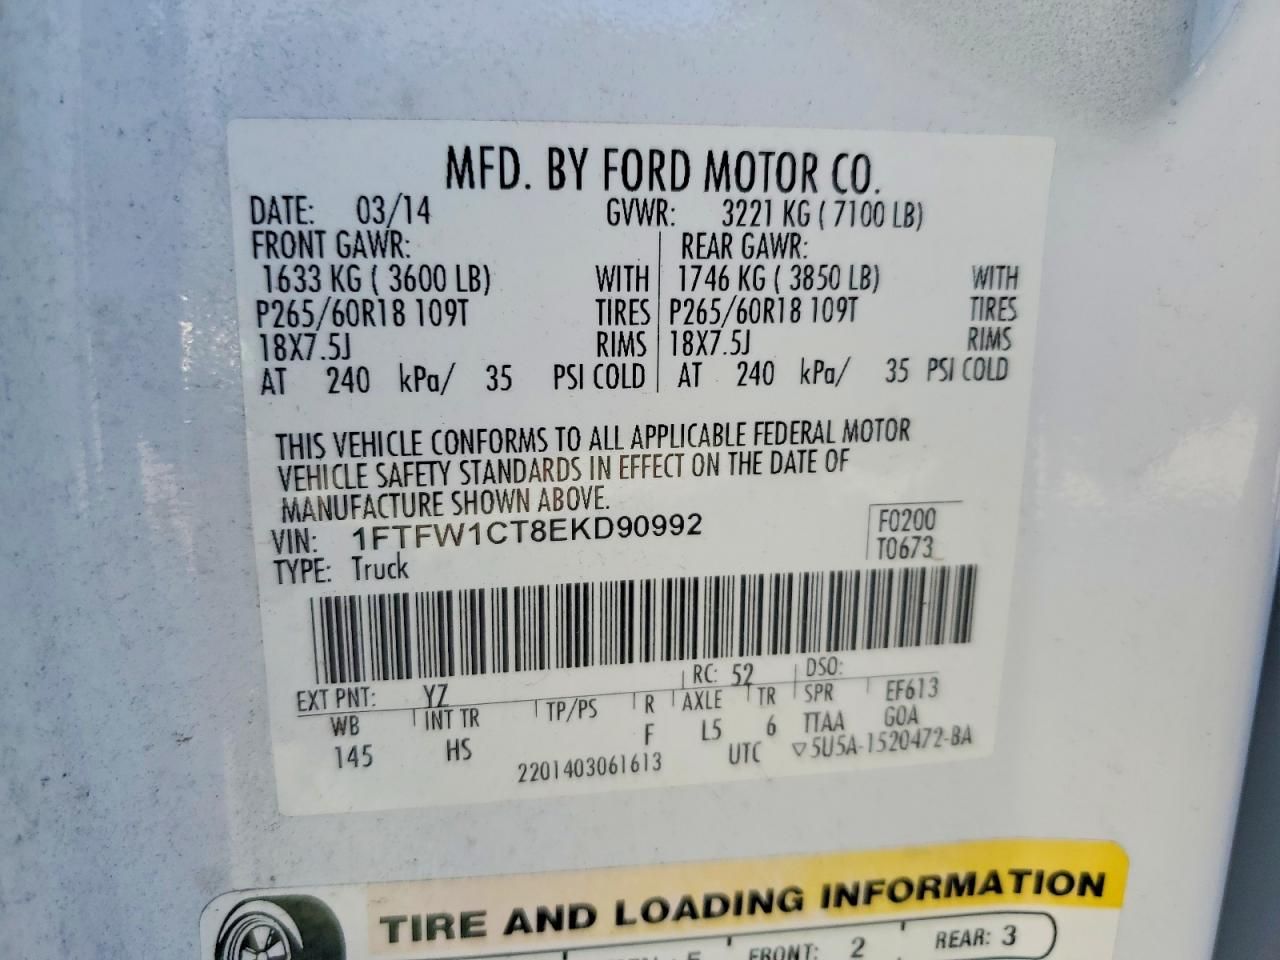 MFD. BY FORD MOTOR CO.
DATE: 03/14 GVWR: 3221 KG ( 7100 LB)
FRONT GAWR: REAR GAWR:
1633 KG ( 3600 LB) WITH 1746 KG ( 3850 LB) WITH
P265/60R18 109T TIRES P265/60R18 109T TIRES
18X7.5J RIMS 18X7.5J RIMS
AT 240 kPa/ 35 PSI COLD AT 240 kPa/ 35 PSI COLD
THIS VEHICLE CONFORMS TO ALL APPLICABLE FEDERAL MOTOR
VEHICLE SAFETY STANDARDS IN EFFECT ON THE DATE OF
MANUFACTURE SHOWN ABOVE.
VIN: 1FTFW1CT8EKD90992 F0200
TYPE: Truck T0673
EXT PNT: YZ RC: 52 DSO:
WB INT TR TP/PS R AXLE TR SPR EF613
145 HS F L5 6 TTAA GOA
2201403061613 UTC ▽5U5A-1520472-BA
TIRE AND LOADING INFORMATION
FRONT: 2 REAR: 3